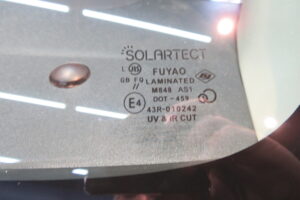 SOLARTECT
FUYAO
LAMINATED
M648 AS1
DOT-459
E4
43R-010242
UV & IR CUT